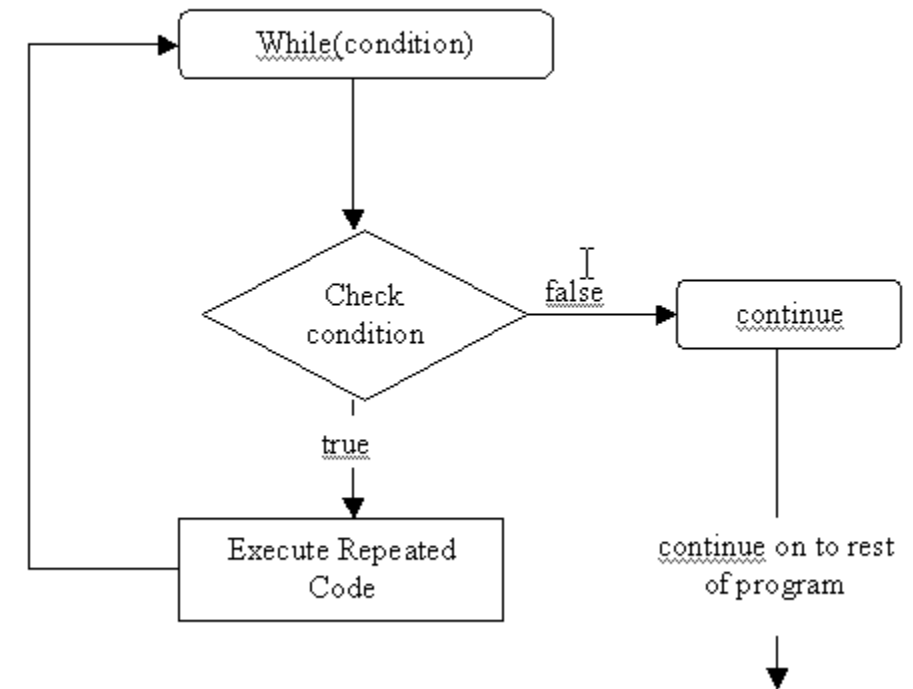 While(condition)
Check
condition
false
continue
true
Execute Repeated
Code
continue on to rest
of program